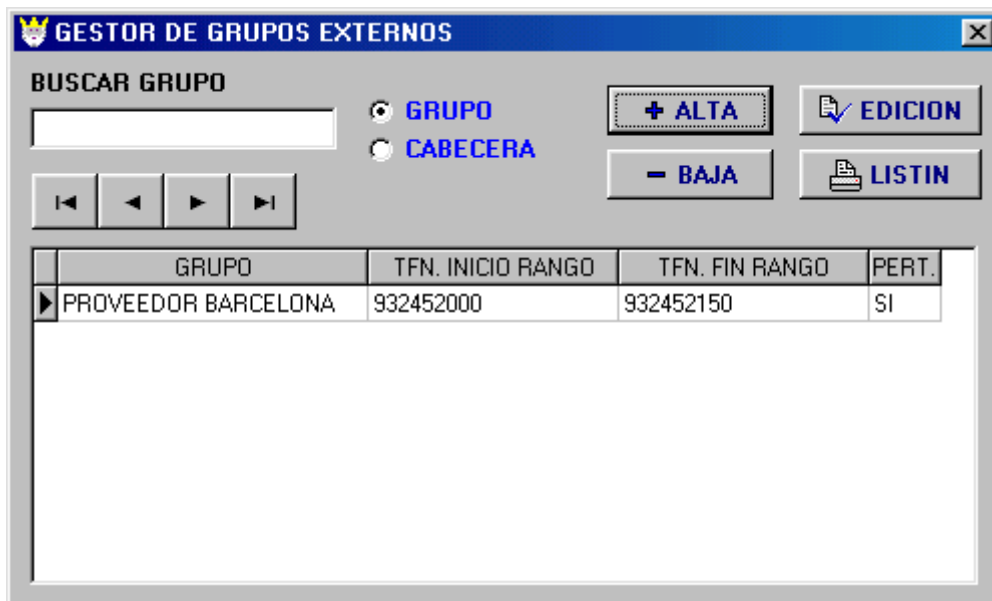 GESTOR DE GRUPOS EXTERNOS
BUSCAR GRUPO
GRUPO
CABECERA
+ ALTA
EDICION
- BAJA
LISTIN
GRUPO TFN. INICIO RANGO TFN. FIN RANGO PERT.
PROVEEDOR BARCELONA 932452000 932452150 SI